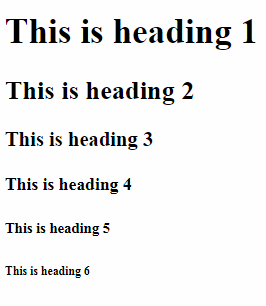 This is heading 1
This is heading 2
This is heading 3
This is heading 4
This is heading 5
This is heading 6